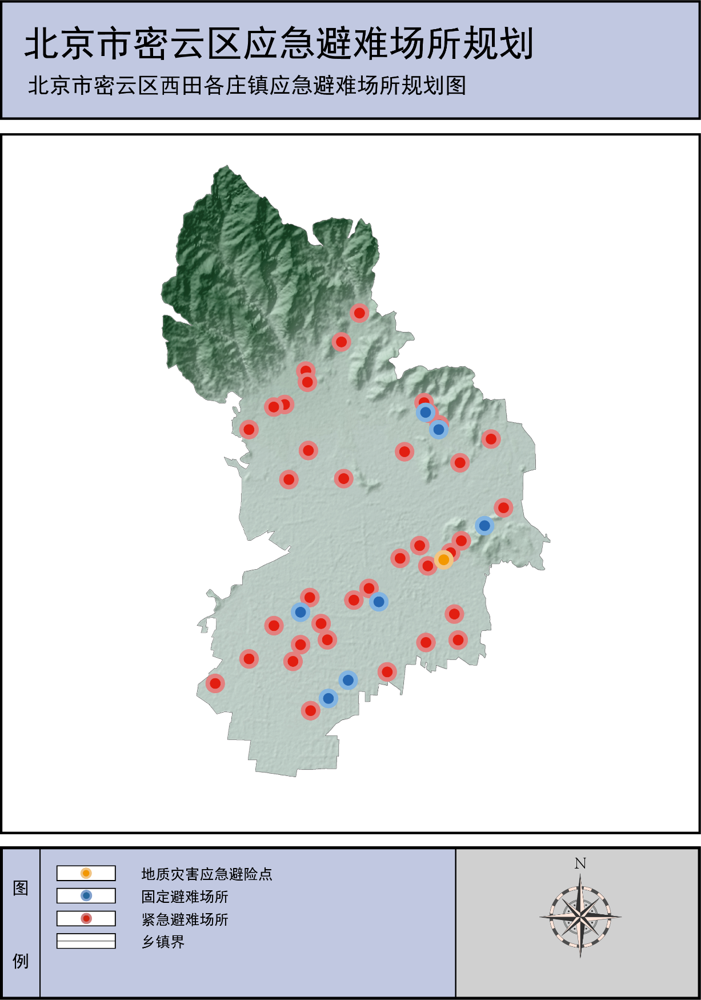 北京市密云区应急避难场所规划
北京市密云区西田各庄镇应急避难场所规划图
图
例
地质灾害应急避险点
固定避难场所
紧急避难场所
乡镇界
N